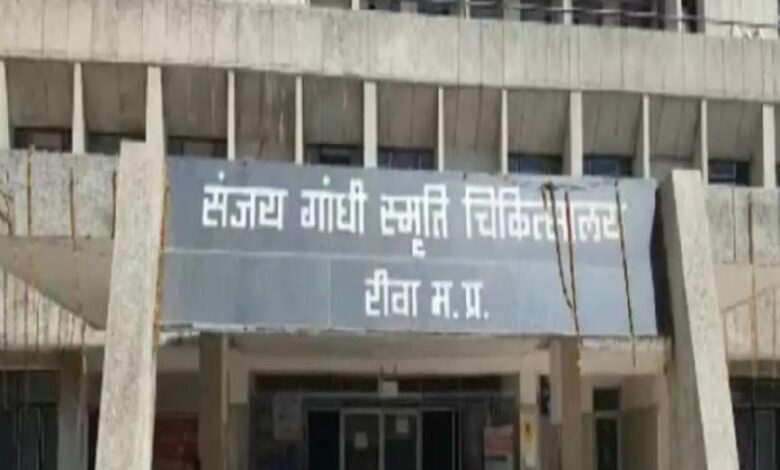 संजय गांधी स्मृति चिकित्सालय
रीवा म.प्र.